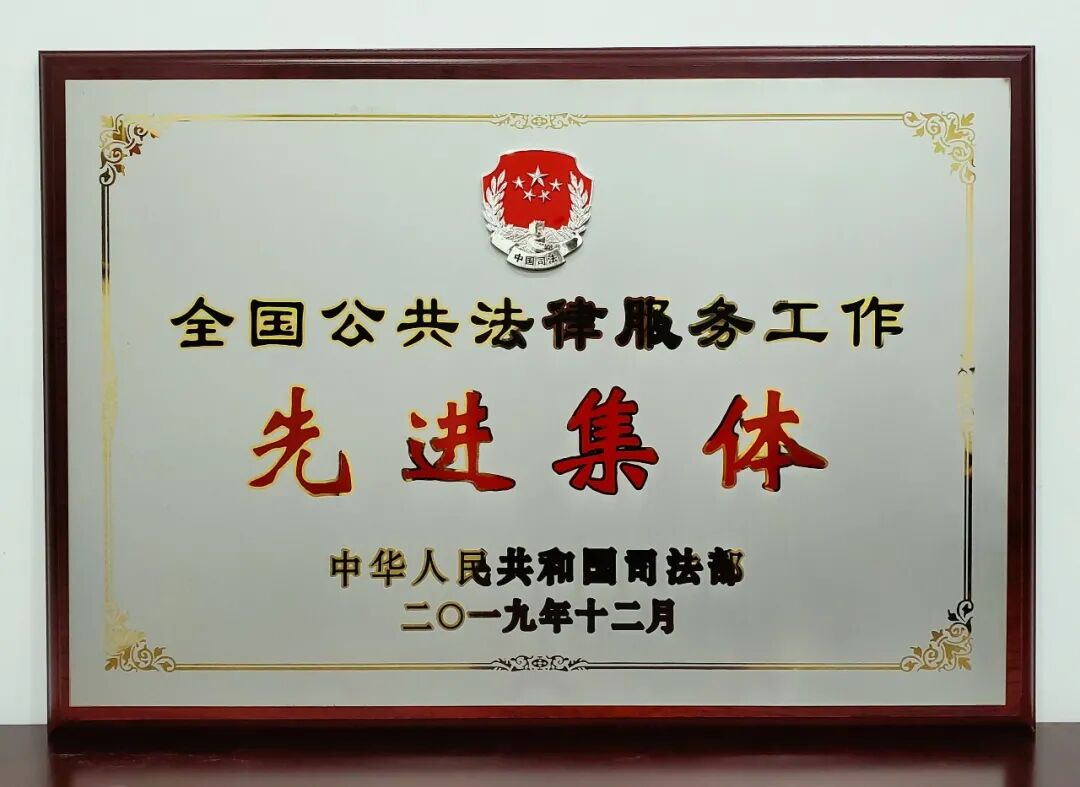 中国司法
全国公共法律服务工作
先进集体
中华人民共和国司法部
二〇一九年十二月